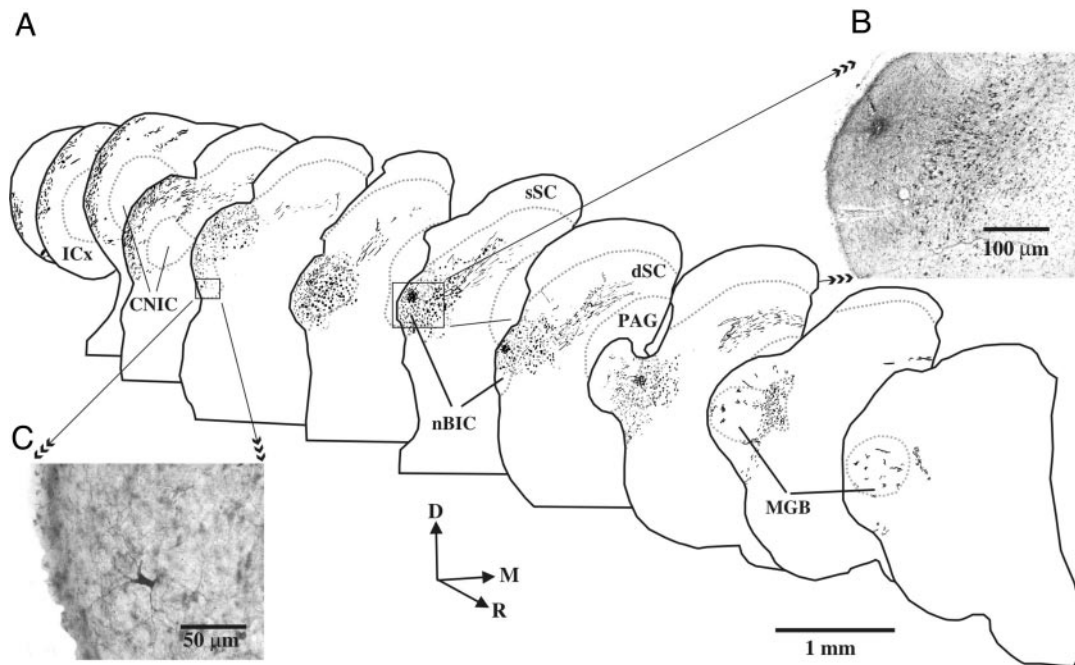 A
B
sSC
100 μm
ICx
dSC
CNIC
PAG
nBIC
C
MGB
D
M
R
50 μm
1 mm